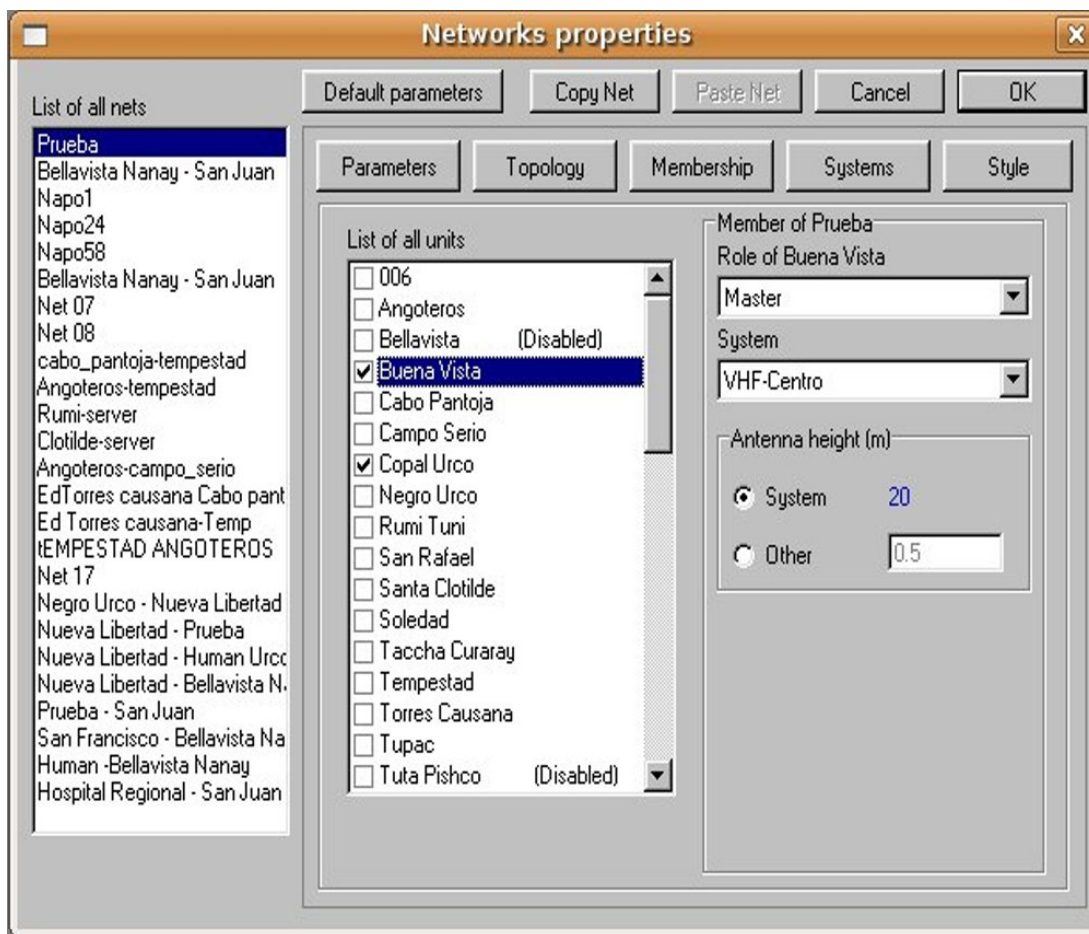 Networks properties
List of all nets
Default parameters
Copy Net
Paste Net
Cancel
OK
Prueba
Bellavista Nanay - San Juan
Napo1
Napo24
Napo58
Bellavista Nanay - San Juan
Net 07
Net 08
cabo_pantoja-tempestad
Angoteros-tempestad
Rumi-server
Clotilde-server
Angoteros-campo_serio
EdTorres causana Cabo pant
Ed Torres causana-Temp
tEMPESTAD ANGOTEROS
Net 17
Negro Urco - Nueva Libertad
Nueva Libertad - Prueba
Nueva Libertad - Human Urco
Nueva Libertad - Bellavista N
Prueba - San Juan
San Francisco - Bellavista Na
Human -Bellavista Nanay
Hospital Regional - San Juan
Parameters
Topology
Membership
Systems
Style
List of all units
006
Angoteros
Bellavista (Disabled)
Buena Vista
Cabo Pantoja
Campo Serio
Copal Urco
Negro Urco
Rumi Tuni
San Rafael
Santa Clotilde
Soledad
Taccha Curaray
Tempestad
Torres Causana
Tupac
Tuta Pishco (Disabled)
Member of Prueba
Role of Buena Vista
Master
System
VHF-Centro
Antenna height (m)
System 20
Other 0.5